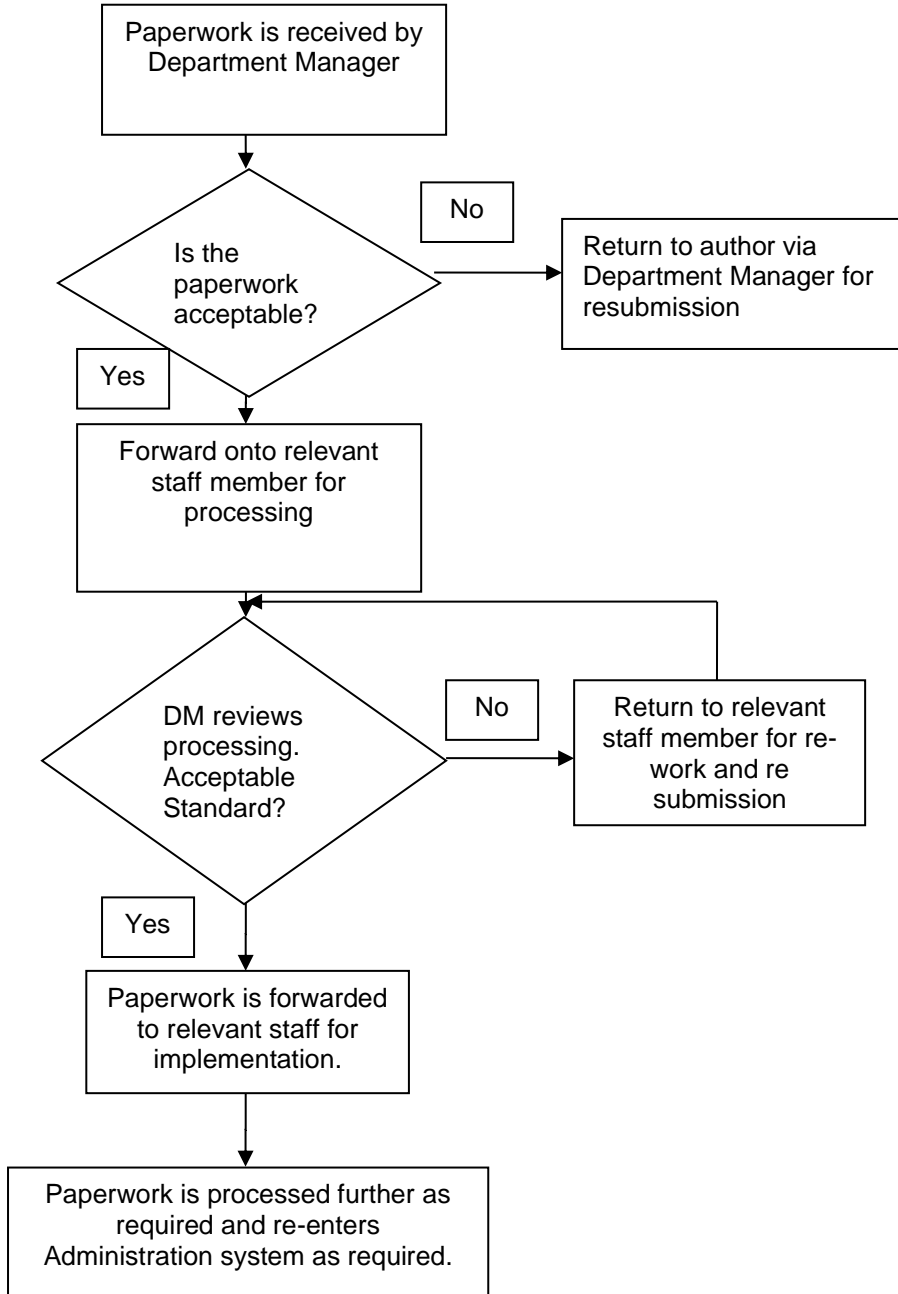 Paperwork is received by
Department Manager
No
Is the
paperwork
acceptable?
Return to author via
Department Manager for
resubmission
Yes
Forward onto relevant
staff member for
processing
DM reviews
processing.
Acceptable
Standard?
No
Return to relevant
staff member for re-
work and re
submission
Yes
Paperwork is forwarded
to relevant staff for
implementation.
Paperwork is processed further as
required and re-enters
Administration system as required.